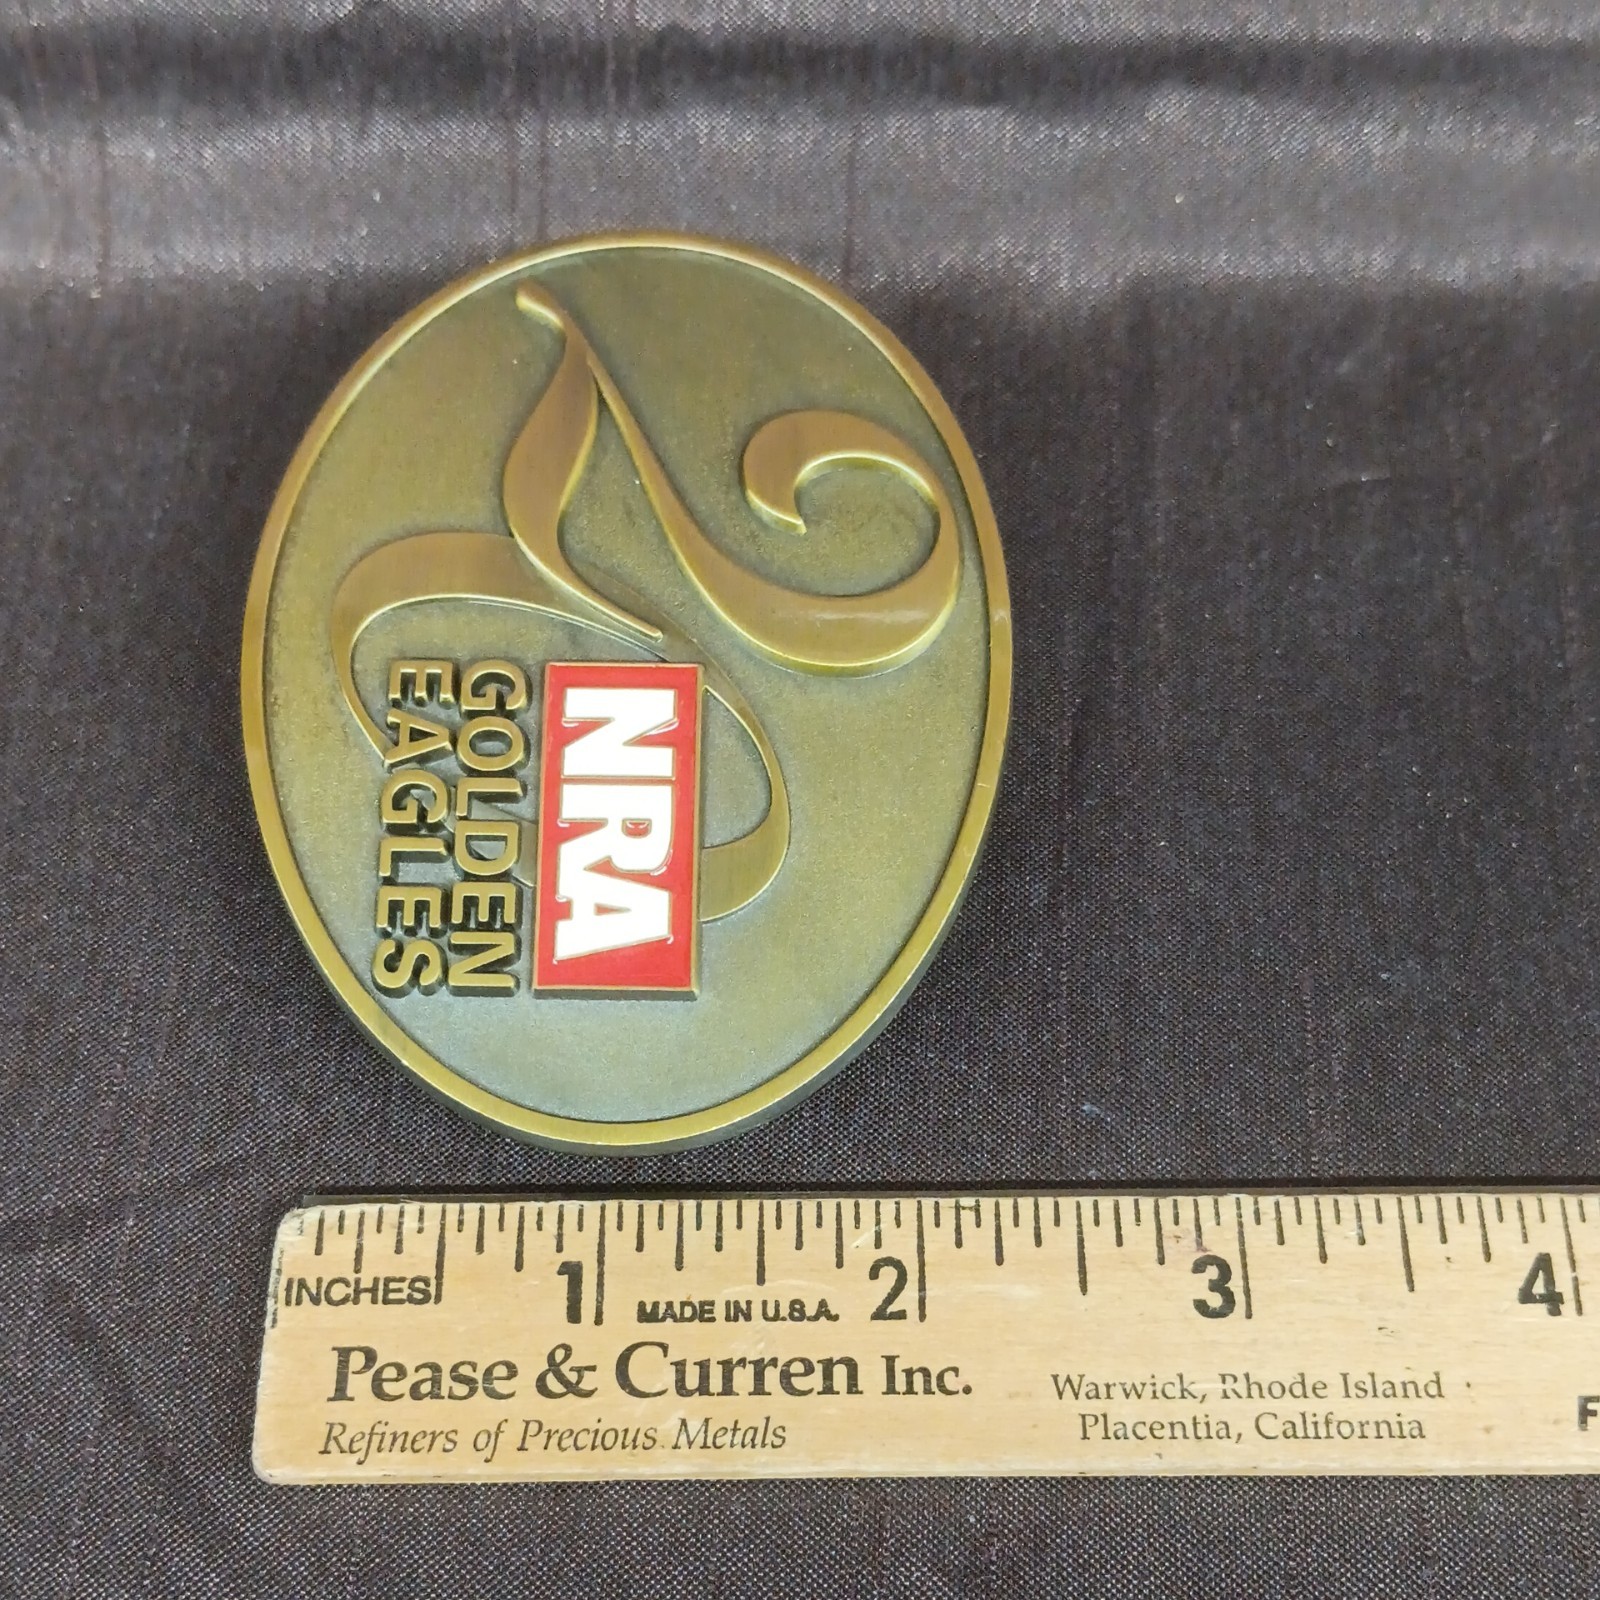 NRA
GOLDEN
EAGLES
1 2 3 4
INCHES MADE IN U.S.A.
Pease & Curren Inc.
Refiners of Precious Metals
Warwick, Rhode Island
Placentia, California
F